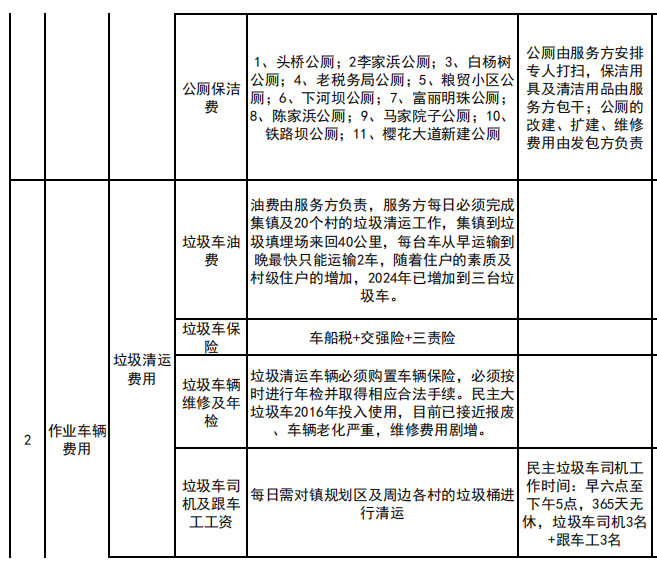 公厕保洁
费
1、头桥公厕；2李家浜公厕；3、白杨树
公厕；4、老税务局公厕；5、粮贸小区公
厕；6、下河坝公厕；7、富丽明珠公厕；
8、陈家浜公厕；9、马家院子公厕；10、
铁路坝公厕；11、樱花大道新建公厕
公厕由服务方安排
专人打扫，保洁用
具及清洁用品由服
务方包干；公厕的
改建、扩建、维修
费用由发包方负责
2
作业车辆
费用
垃圾清运
费用
垃圾车油
费
油费由服务方负责，服务方每日必须完成
集镇及20个村的垃圾清运工作，集镇到垃
圾填埋场来回40公里，每台车从早运输到
晚最快只能运输2车，随着住户的素质及
村级住户的增加，2024年已增加到三台垃
圾车。
垃圾车保
险
车船税+交强险+三责险
垃圾车辆
维修及年
检
垃圾清运车辆必须购置车辆保险，必须按
时进行年检并取得相应合法手续。民主大
垃圾车2016年投入使用，目前已接近报废
、车辆老化严重，维修费用剧增。
垃圾车司
机及跟车
工工资
每日需对镇规划区及周边各村的垃圾桶进
行清运
民主垃圾车司机工
作时间：早六点至
下午5点，365天无
休，垃圾车司机3名
+跟车工3名